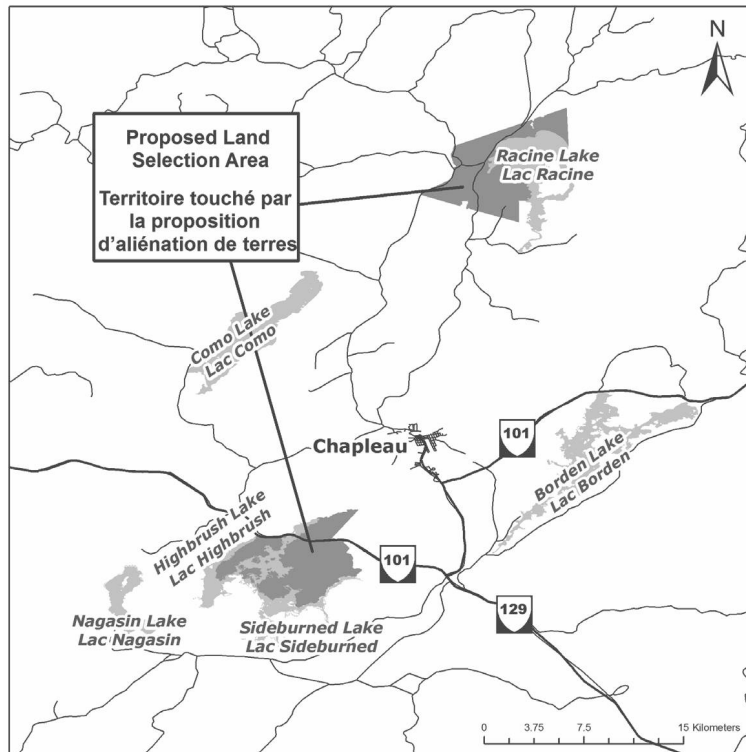 N
Proposed Land
Selection Area
Territoire touché par
la proposition
d'aliénation de terres
Racine Lake
Lac Racine
Como Lake
Lac Como
Chapleau
101
Borden Lake
Lac Borden
Highbrush Lake
Lac Highbrush
101
129
Nagasin Lake
Lac Nagasin
Sideburned Lake
Lac Sideburned
0 3.75 7.5 15 Kilometers